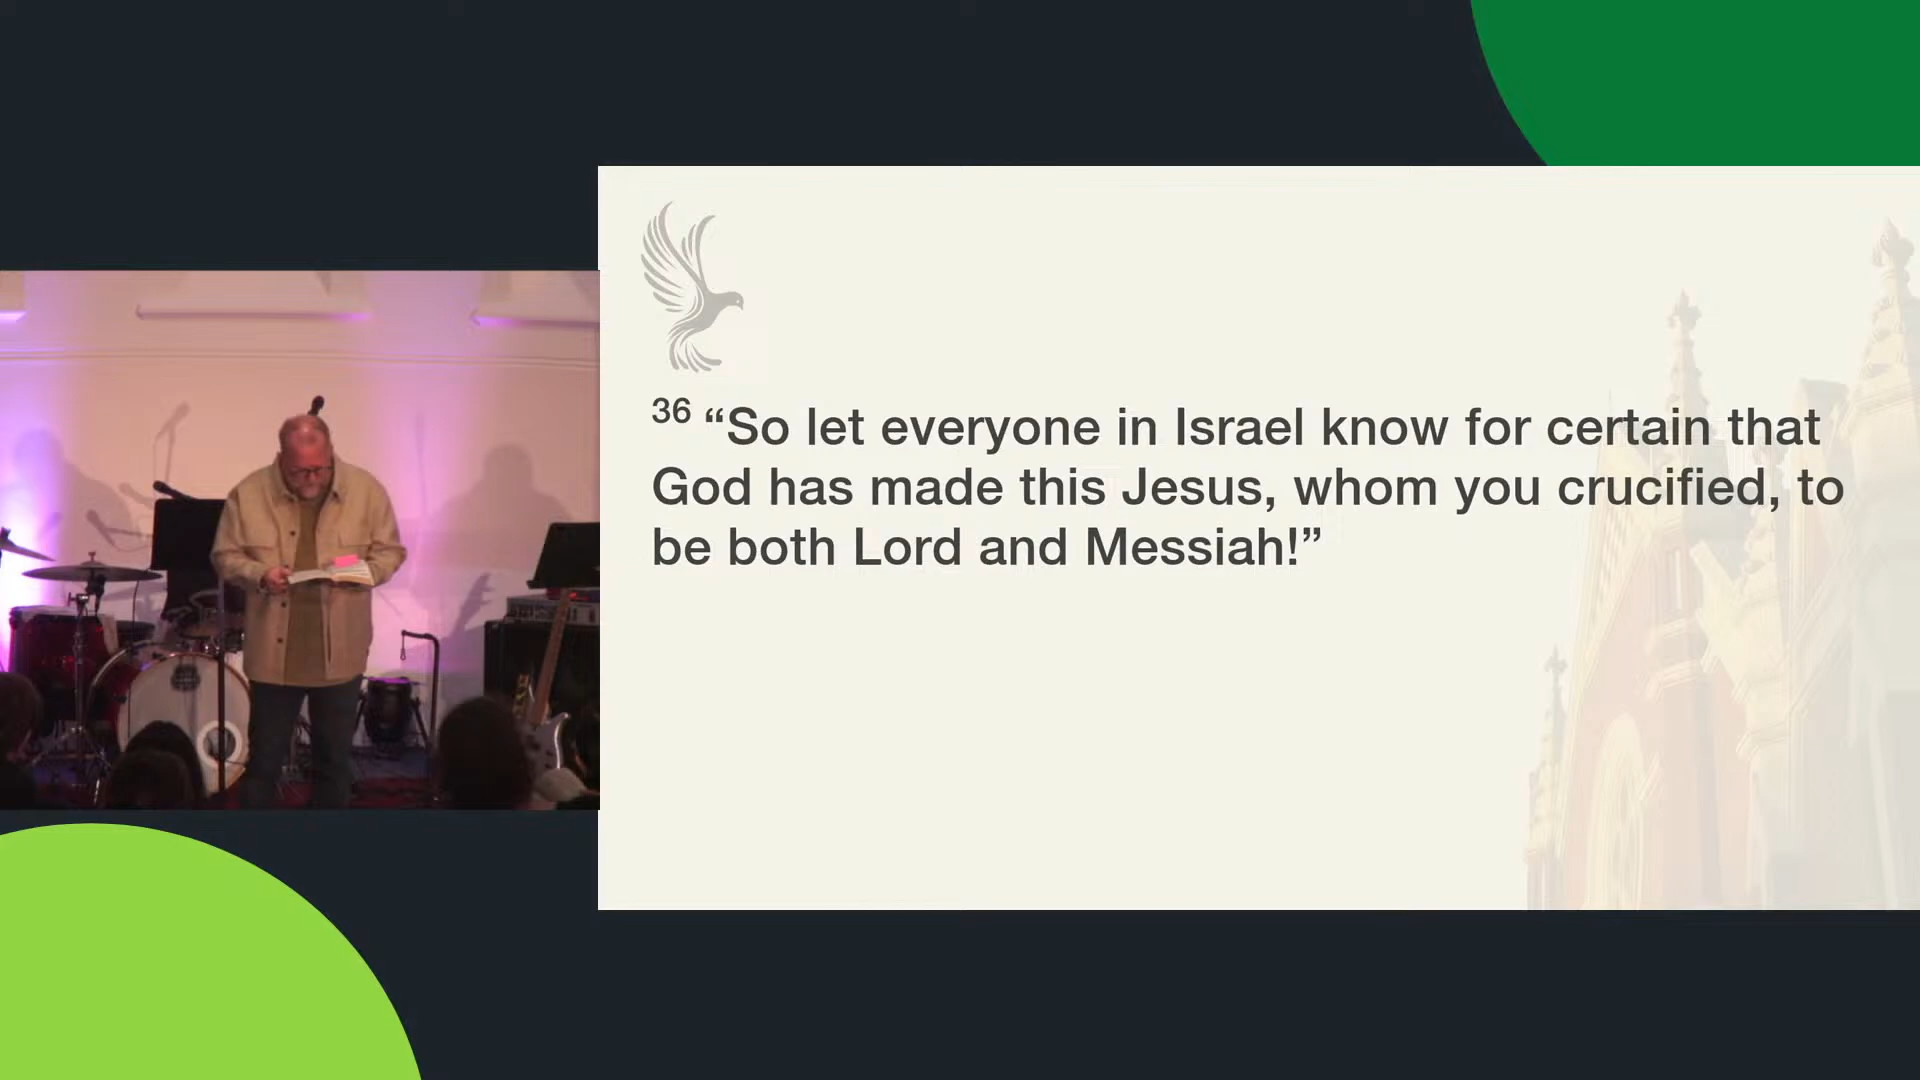 36 “So let everyone in Israel know for certain that
God has made this Jesus, whom you crucified, to
be both Lord and Messiah!”